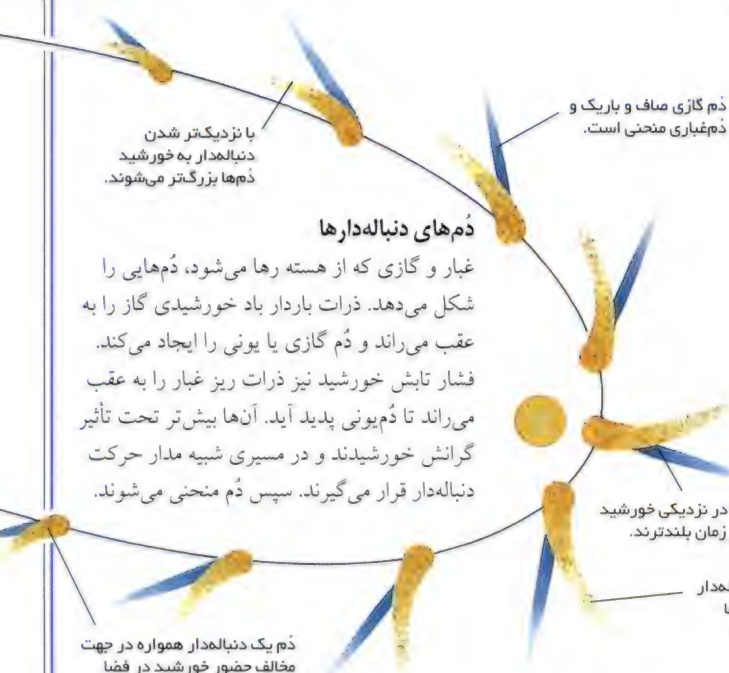 دُم گازی صاف و باریک و
دُم‌غباری منحنی است.
با نزدیک‌تر شدن
دنباله‌دار به خورشید
دُم‌ها بزرگ‌تر می‌شوند.
دُم‌های دنباله‌دارها
غبار و گازی که از هسته رها می‌شود، دُم‌هایی را
شکل می‌دهد. ذرات باردار باد خورشیدی گاز را به
عقب می‌راند و دُم گازی یا یونی را ایجاد می‌کند.
فشار تابش خورشید نیز ذرات ریز غبار را به عقب
می‌راند تا دُم‌یونی پدید آید. آن‌ها بیش‌تر تحت تأثیر
گرانش خورشیدند و در مسیری شبیه مدار حرکت
دنباله‌دار قرار می‌گیرند. سپس دُم منحنی می‌شوند.
در نزدیکی خورشید
زمان بلندترند.
له‌دار
ا
دُم یک دنباله‌دار همواره در جهت
مخالف حضور خورشید در فضا